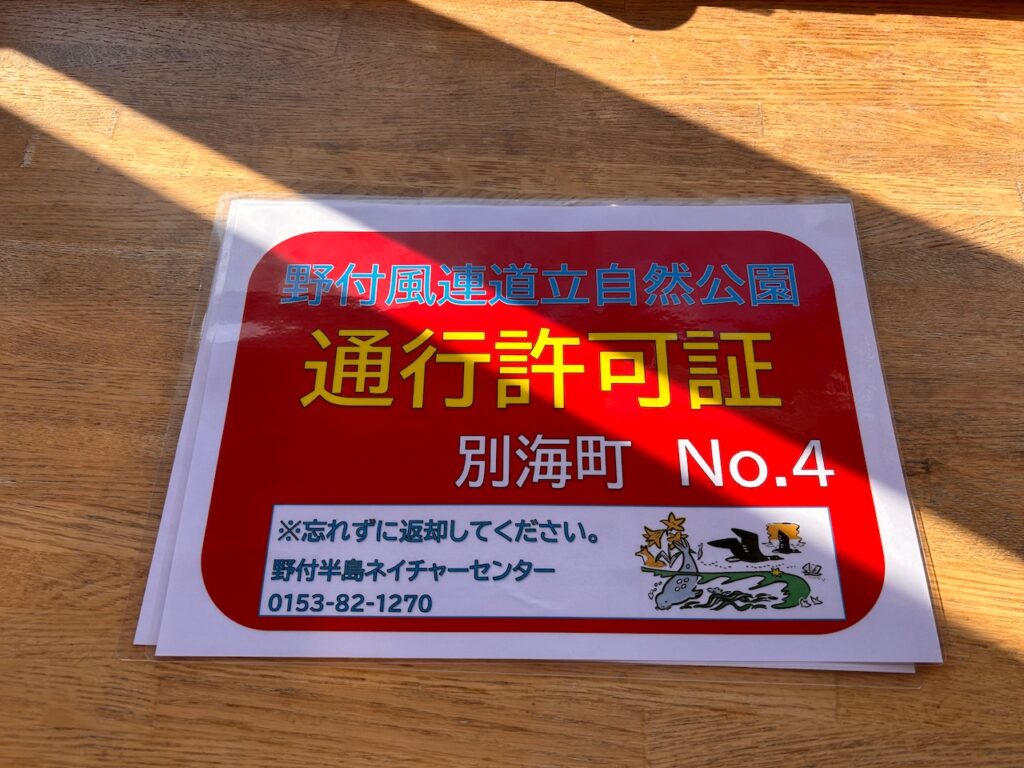 野付風連道立自然公園
通行許可証
別海町 No.4
※忘れずに返却してください。
野付半島ネイチャーセンター
0153-82-1270